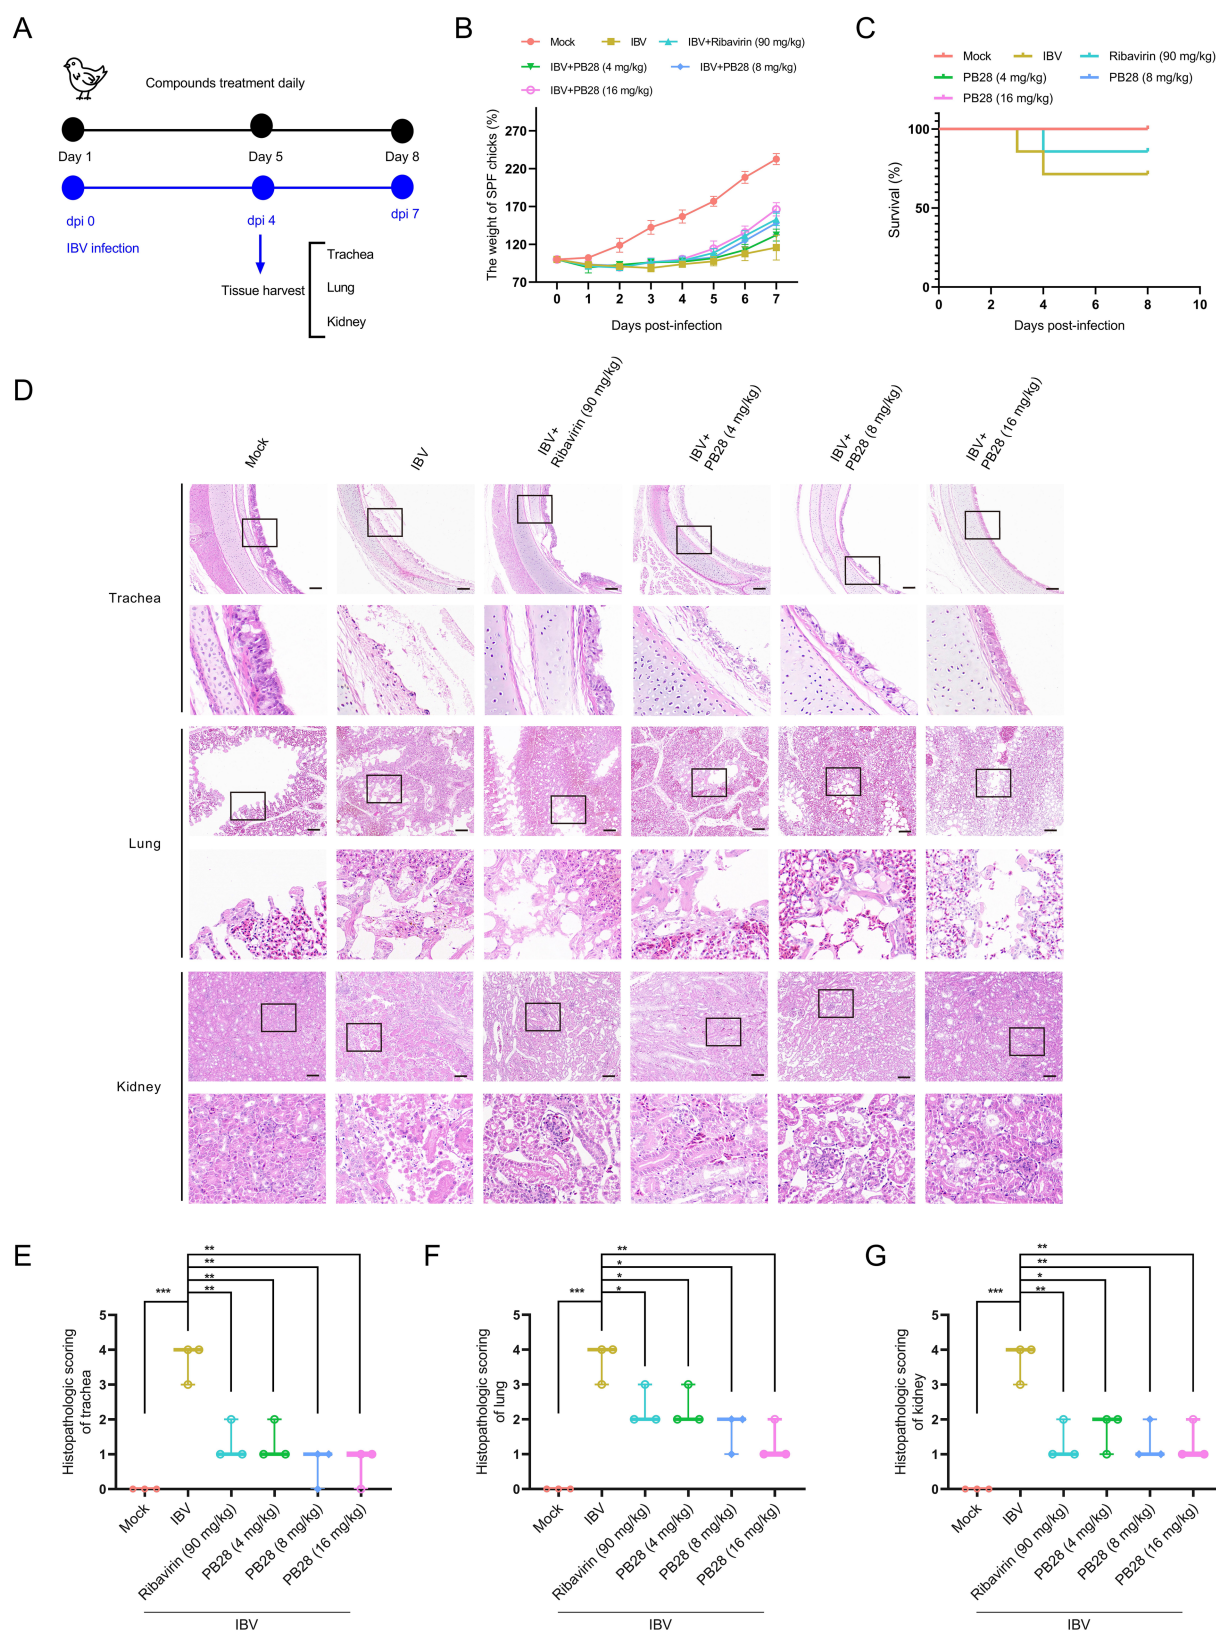 A
Compounds treatment daily
Day 1
Day 5
Day 8
dpi 0
dpi 4
dpi 7
IBV infection
Tissue harvest
Trachea
Lung
Kidney
B
Mock
IBV
IBV+Ribavirin (90 mg/kg)
IBV+PB28 (4 mg/kg)
IBV+PB28 (8 mg/kg)
IBV+PB28 (16 mg/kg)
The weight of SPF chicks (%)
270
220
170
120
70
0 1 2 3 4 5 6 7
Days post-infection
C
Mock
IBV
Ribavirin (90 mg/kg)
PB28 (4 mg/kg)
PB28 (8 mg/kg)
PB28 (16 mg/kg)
Survival (%)
100
50
0
0 2 4 6 8 10
Days post-infection
D
Mock
IBV
IBV+
Ribavirin (90 mg/kg)
IBV+
PB28 (4 mg/kg)
IBV+
PB28 (8 mg/kg)
IBV+
PB28 (16 mg/kg)
Trachea
Lung
Kidney
E
**
**
**
**
***
Histopathologic scoring
of trachea
5
4
3
2
1
0
Mock
IBV
Ribavirin (90 mg/kg)
PB28 (4 mg/kg)
PB28 (8 mg/kg)
PB28 (16 mg/kg)
IBV
F
**
*
*
*
***
Histopathologic scoring
of lung
5
4
3
2
1
0
Mock
IBV
Ribavirin (90 mg/kg)
PB28 (4 mg/kg)
PB28 (8 mg/kg)
PB28 (16 mg/kg)
IBV
G
**
**
*
**
***
Histopathologic scoring
of kidney
5
4
3
2
1
0
Mock
IBV
Ribavirin (90 mg/kg)
PB28 (4 mg/kg)
PB28 (8 mg/kg)
PB28 (16 mg/kg)
IBV